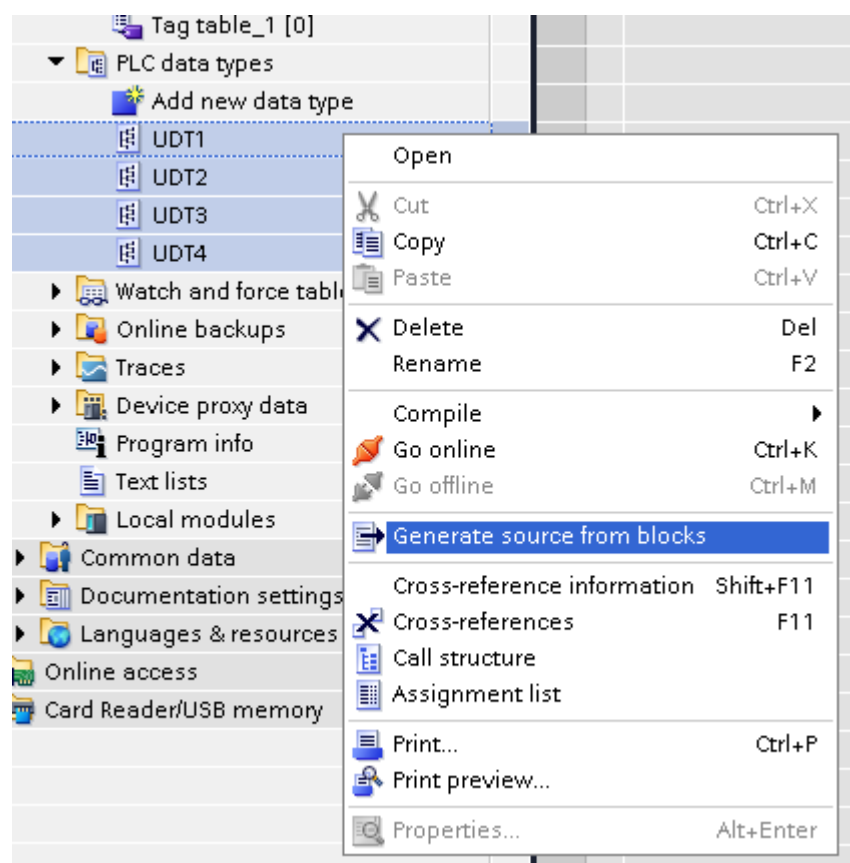 Tag table_1 [0]
PLC data types
Add new data type
UDT1
UDT2
UDT3
UDT4
Watch and force tabl
Online backups
Traces
Device proxy data
Program info
Text lists
Local modules
Common data
Documentation settings
Languages & resources
Online access
Card Reader/USB memory
Open
Cut Ctrl+X
Copy Ctrl+C
Paste Ctrl+V
Delete Del
Rename F2
Compile
Go online Ctrl+K
Go offline Ctrl+M
Generate source from blocks
Cross-reference information Shift+F11
Cross-references F11
Call structure
Assignment list
Print... Ctrl+P
Print preview...
Properties... Alt+Enter